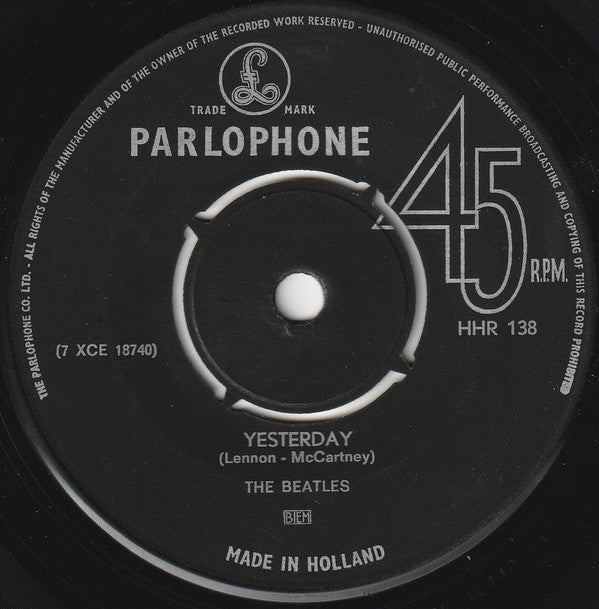 THE PARLOPHONE CO. LTD. - ALL RIGHTS OF THE MANUFACTURER AND OF THE OWNER OF THE RECORDED WORK RESERVED - UNAUTHORISED PUBLIC PERFORMANCE BROADCASTING AND COPYING OF THIS RECORD PROHIBITED
£
TRADE MARK
PARLOPHONE
45 R.P.M.
HHR 138
(7 XCE 18740)
YESTERDAY
(Lennon - McCartney)
THE BEATLES
BIEM
MADE IN HOLLAND